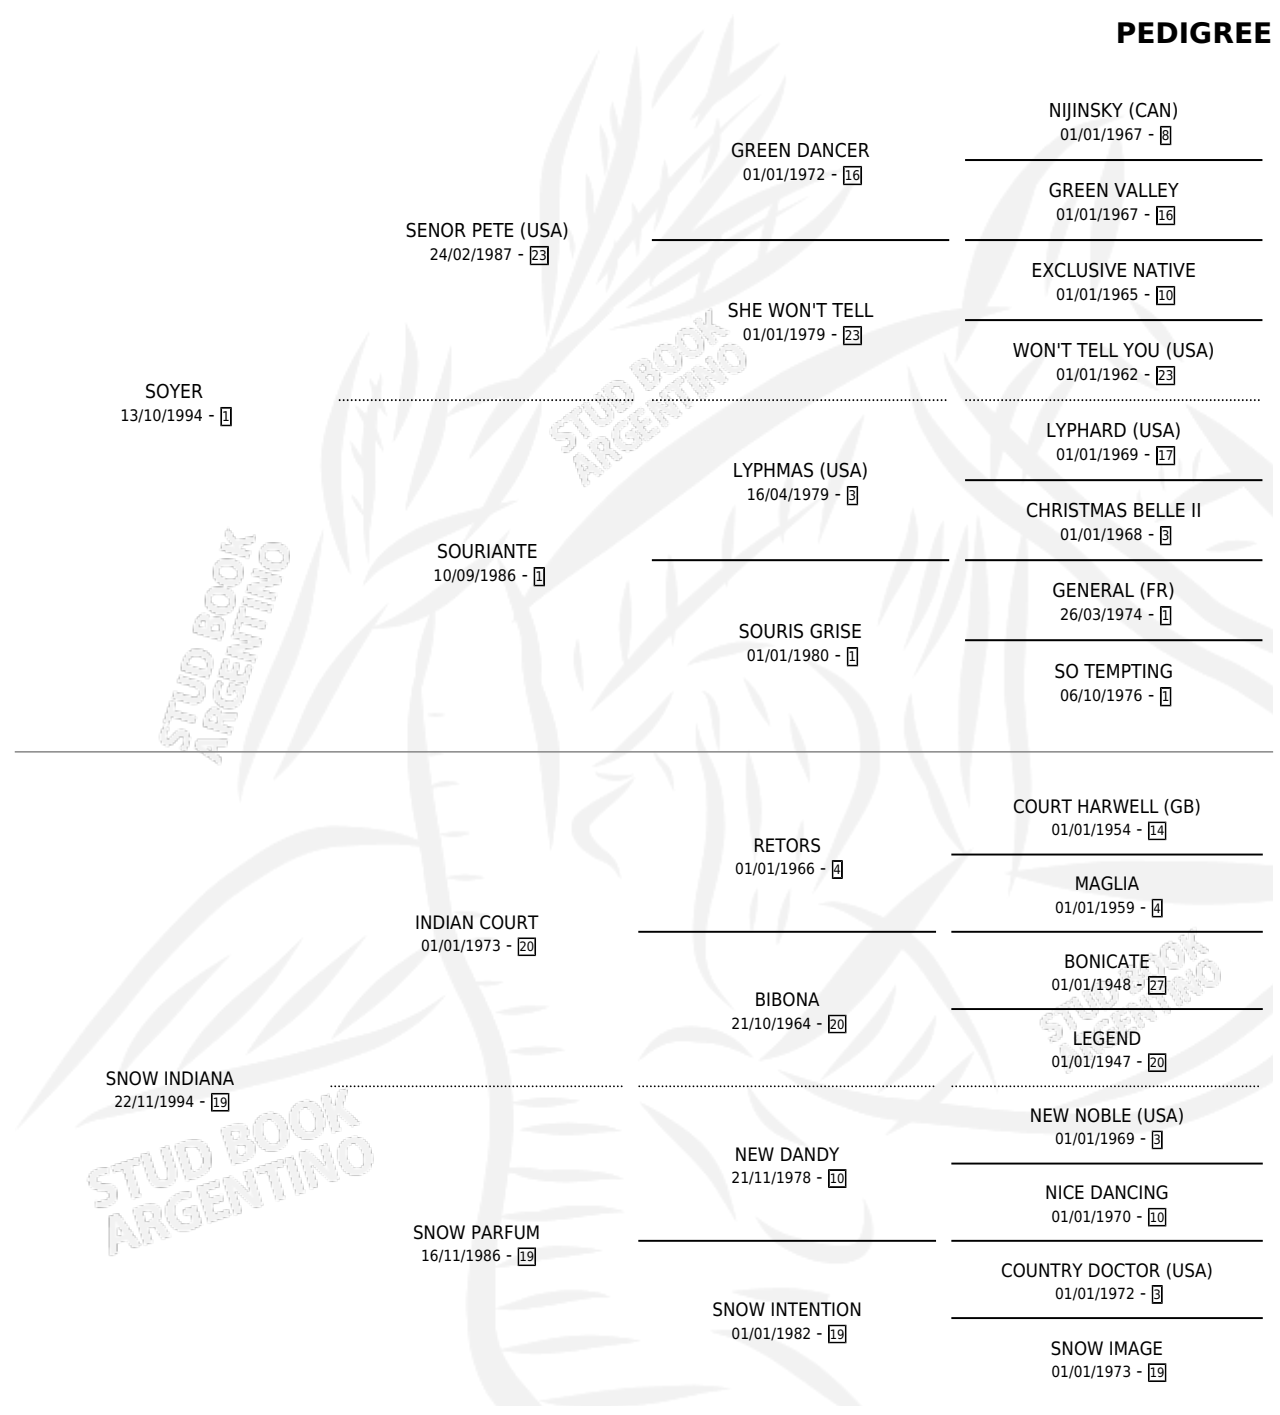 PEDIGREE
NIJINSKY (CAN)
01/01/1967 - 8
GREEN DANCER
01/01/1972 - 16
GREEN VALLEY
01/01/1967 - 16
SENOR PETE (USA)
24/02/1987 - 23
EXCLUSIVE NATIVE
01/01/1965 - 10
SHE WON'T TELL
01/01/1979 - 23
WON'T TELL YOU (USA)
01/01/1962 - 23
SOYER
13/10/1994 - 1
STUD BOOK
ARGENTINO
LYPHARD (USA)
01/01/1969 - 17
LYPHMAS (USA)
16/04/1979 - 3
CHRISTMAS BELLE II
01/01/1968 - 3
SOURIANTE
10/09/1986 - 1
GENERAL (FR)
26/03/1974 - 1
SOURIS GRISE
01/01/1980 - 1
SO TEMPTING
06/10/1976 - 1
STUD BOOK
ARGENTINO
COURT HARWELL (GB)
01/01/1954 - 14
RETORS
01/01/1966 - 4
MAGLIA
01/01/1959 - 4
INDIAN COURT
01/01/1973 - 20
BONICATE
01/01/1948 - 27
BIBONA
21/10/1964 - 20
LEGEND
01/01/1947 - 20
STUD BOOK
ARGENTINO
SNOW INDIANA
22/11/1994 - 19
STUD BOOK
ARGENTINO
NEW NOBLE (USA)
01/01/1969 - 3
NEW DANDY
21/11/1978 - 10
NICE DANCING
01/01/1970 - 10
SNOW PARFUM
16/11/1986 - 19
COUNTRY DOCTOR (USA)
01/01/1972 - 3
SNOW INTENTION
01/01/1982 - 19
SNOW IMAGE
01/01/1973 - 19